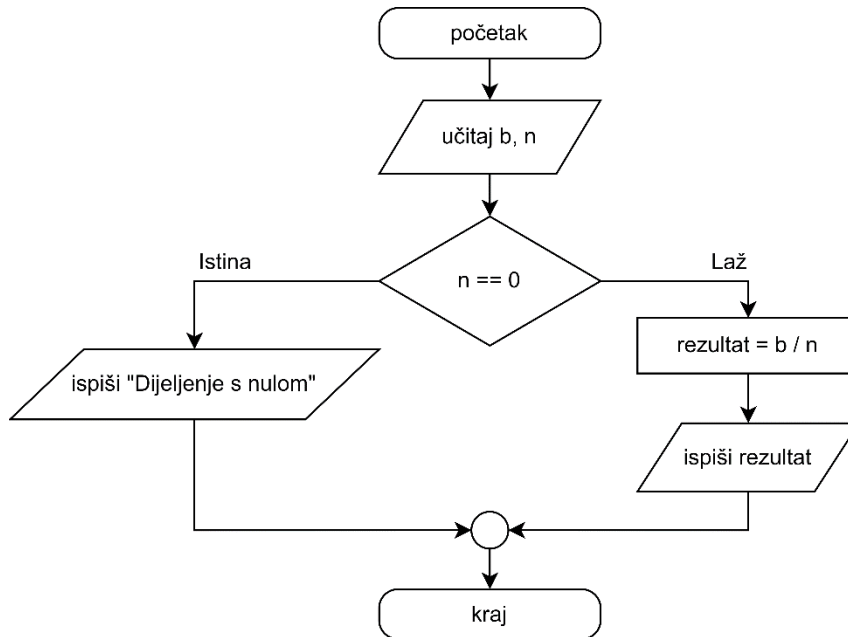 početak
učitaj b, n
Istina
n == 0
Laž
ispiši "Dijeljenje s nulom"
rezultat = b / n
ispiši rezultat
kraj